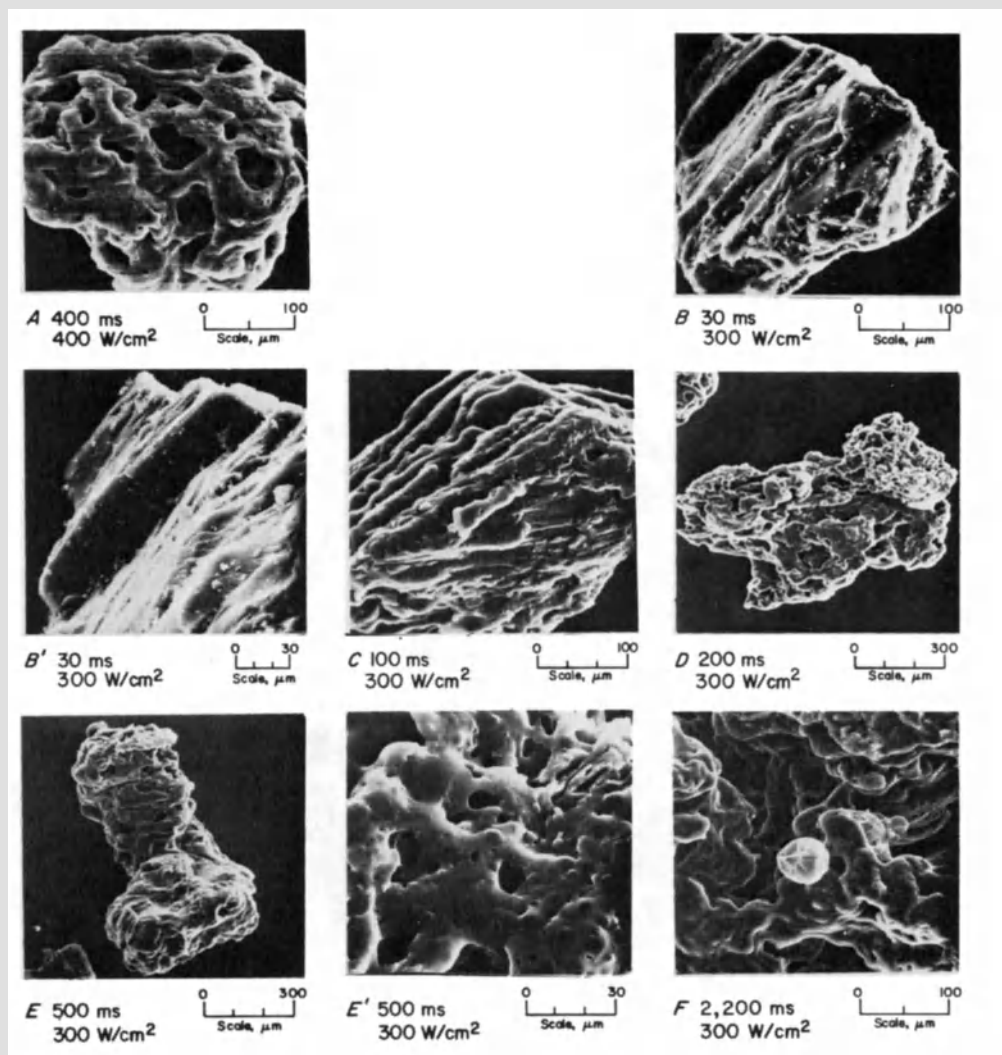 0 100
A 400 ms
400 W/cm²
Scale, μm
0 100
B 30 ms
300 W/cm²
Scale, μm
0 30
B' 30 ms
300 W/cm²
Scale, μm
0 100
C 100 ms
300 W/cm²
Scale, μm
0 300
D 200 ms
300 W/cm²
Scale, μm
0 300
E 500 ms
300 W/cm²
Scale, μm
0 30
E' 500 ms
300 W/cm²
Scale, μm
0 100
F 2,200 ms
300 W/cm²
Scale, μm